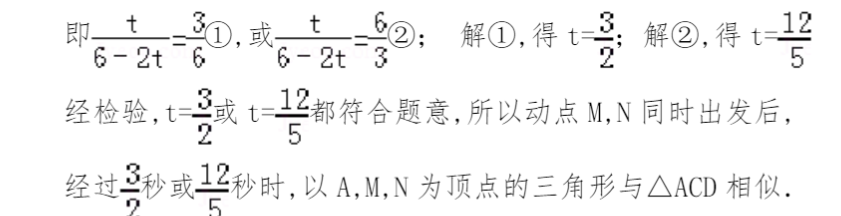 即t/(6-2t)=3/6①,或t/(6-2t)=6/3②; 解①,得 t=3/2; 解②,得 t=12/5
经检验,t=3/2或 t=12/5都符合题意,所以动点 M,N 同时出发后,
经过3/2秒或12/5秒时,以 A,M,N 为顶点的三角形与△ACD 相似.